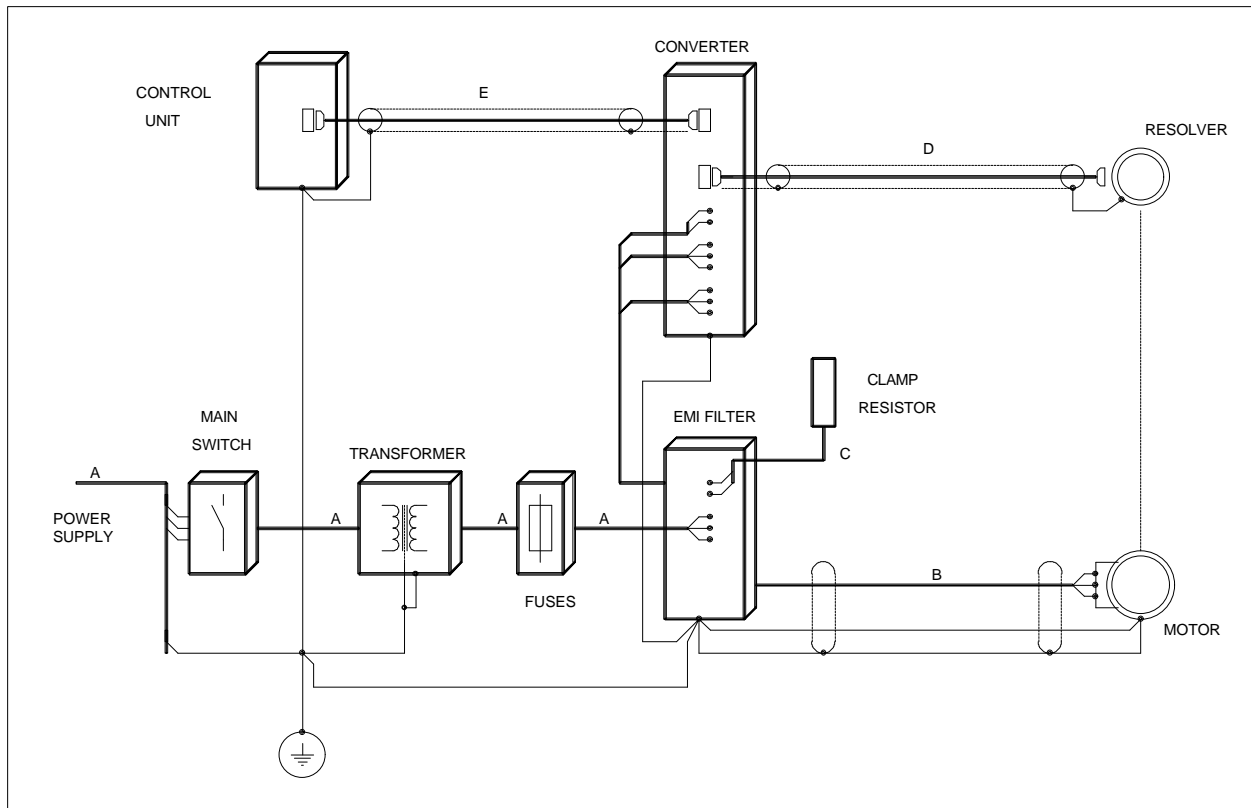 CONVERTER
CONTROL
UNIT
E
RESOLVER
D
CLAMP
RESISTOR
MAIN
SWITCH
EMI FILTER
TRANSFORMER
C
A
POWER
SUPPLY
A
A
A
FUSES
B
MOTOR